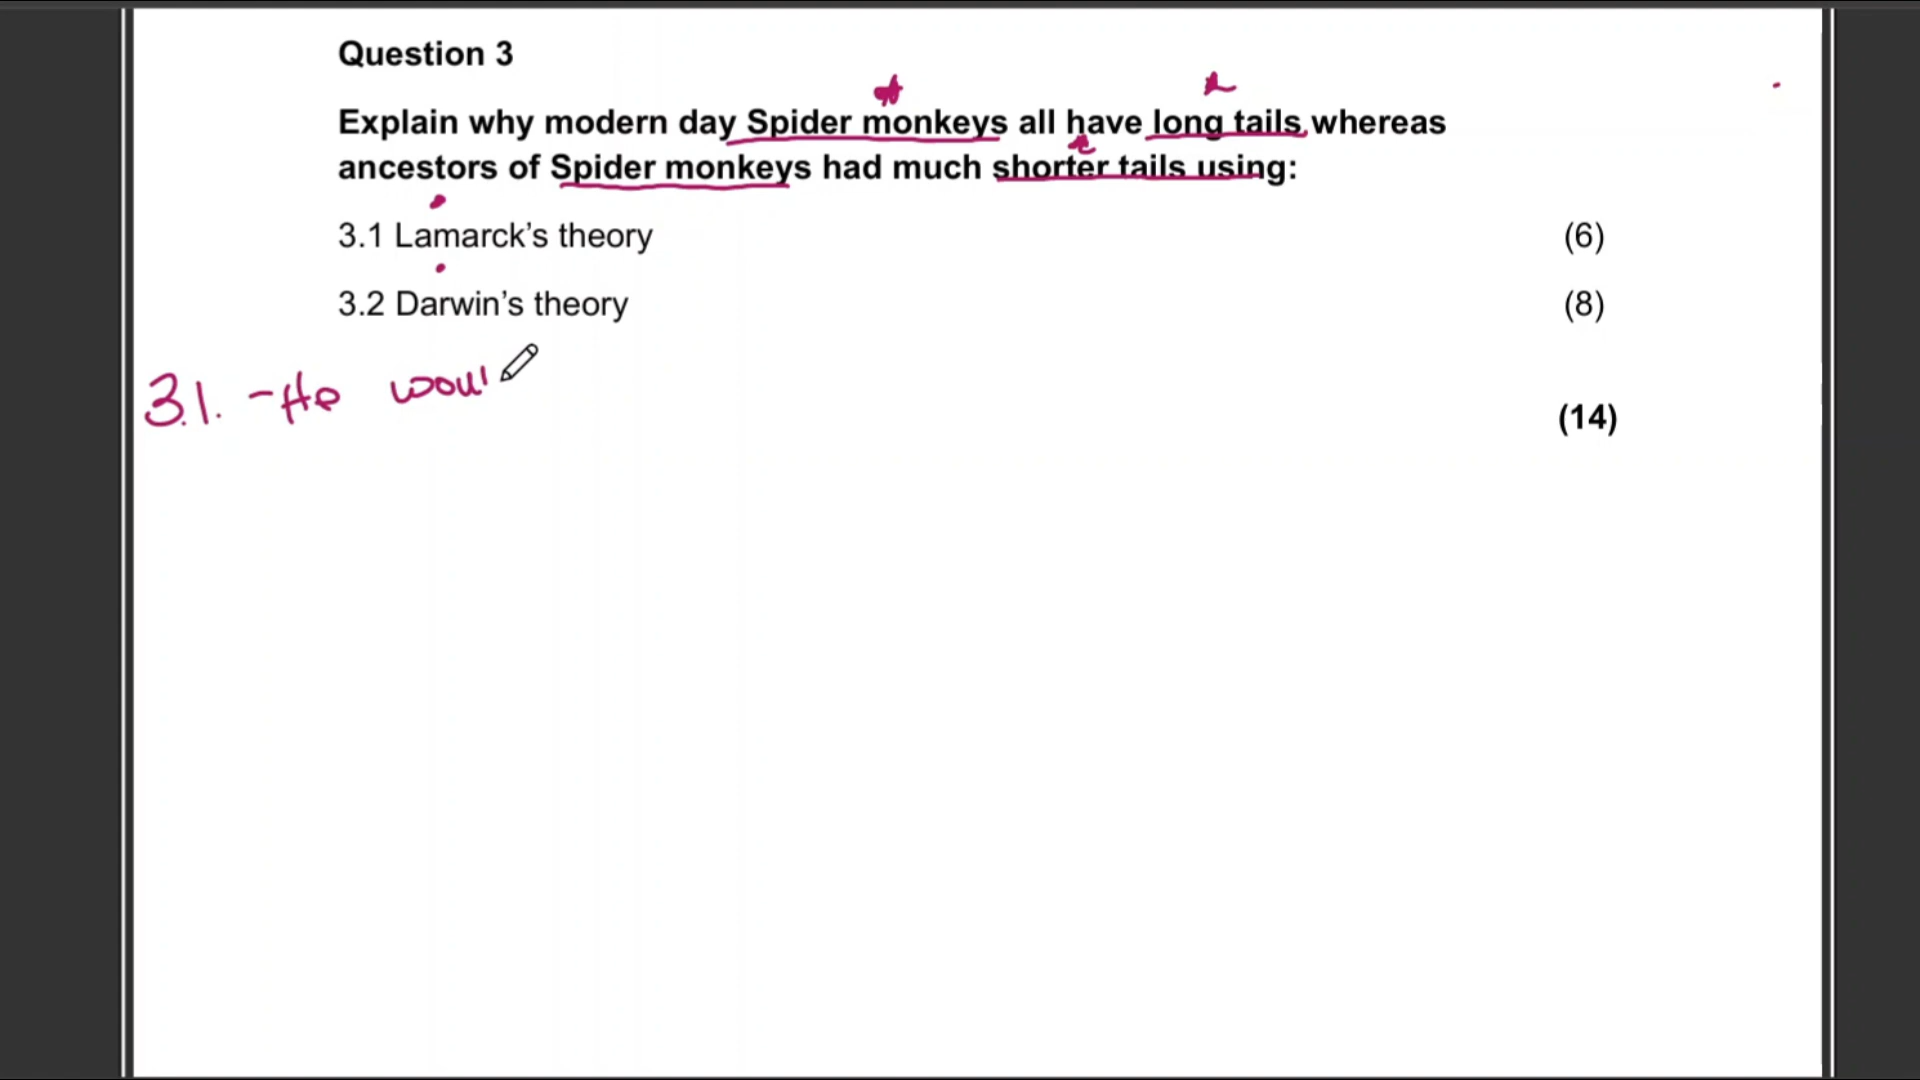 Question 3
Explain why modern day Spider monkeys all have long tails whereas
ancestors of Spider monkeys had much shorter tails using:
3.1 Lamarck’s theory (6)
3.2 Darwin’s theory (8)
3.1. - He woul
(14)